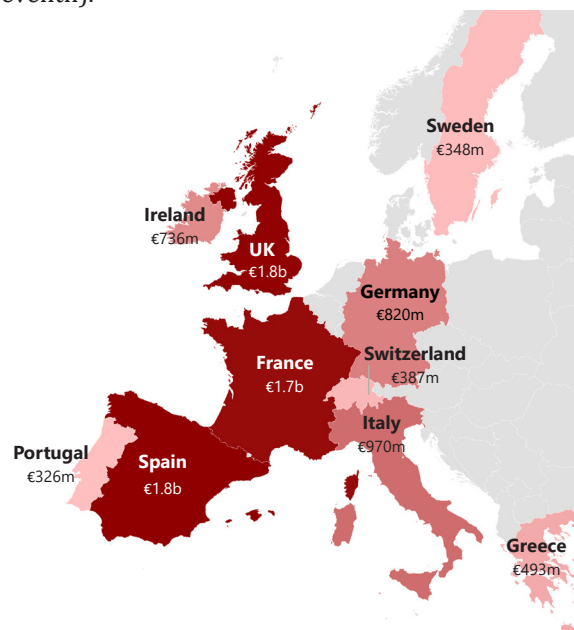 Sweden
€348m
Ireland
€736m
UK
€1.8b
Germany
€820m
Switzerland
€387m
France
€1.7b
Italy
€970m
Portugal
€326m
Spain
€1.8b
Greece
€493m